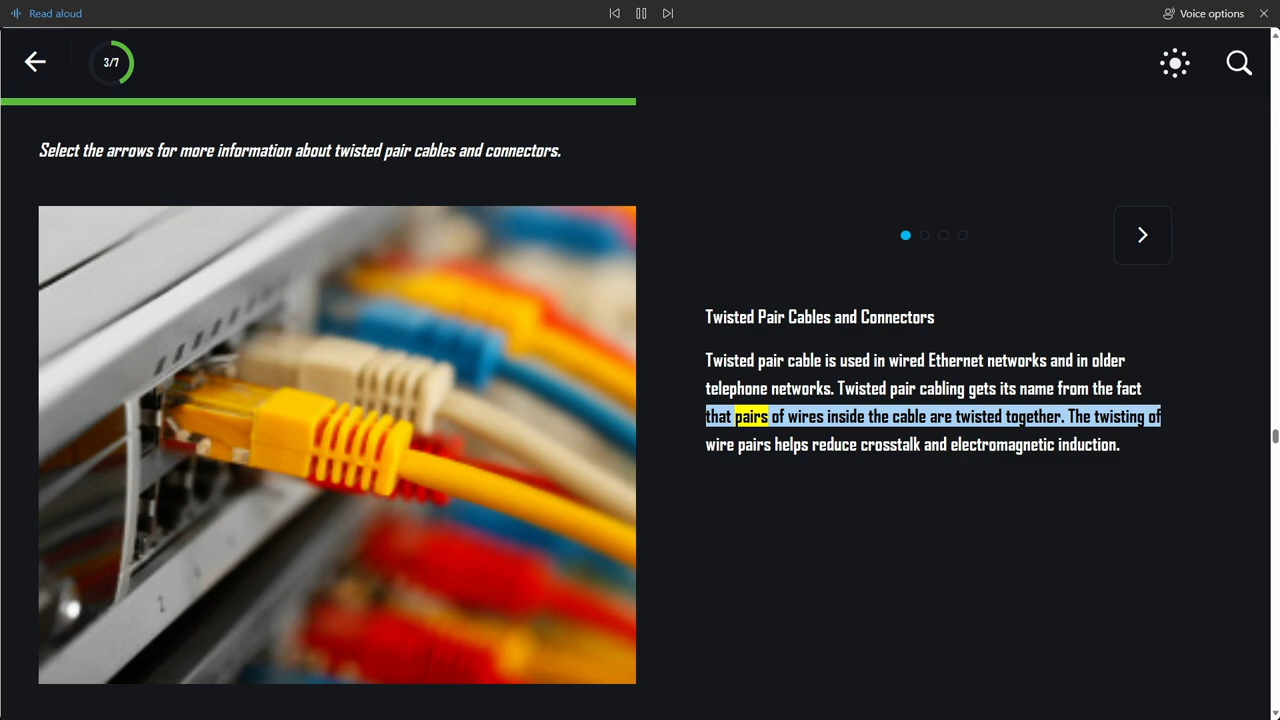 Read aloud
Voice options
3/7
Select the arrows for more information about twisted pair cables and connectors.
Twisted Pair Cables and Connectors
Twisted pair cable is used in wired Ethernet networks and in older
telephone networks. Twisted pair cabling gets its name from the fact
that pairs of wires inside the cable are twisted together. The twisting of
wire pairs helps reduce crosstalk and electromagnetic induction.